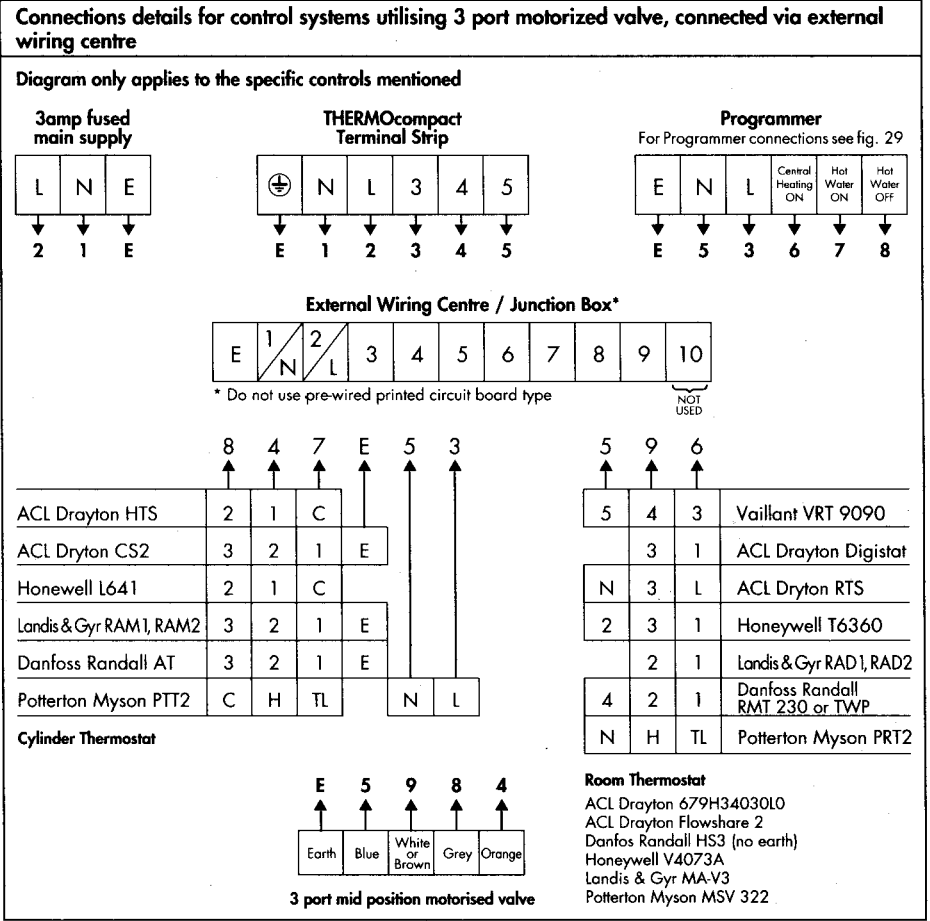 Connections details for control systems utilising 3 port motorized valve, connected via external
wiring centre
Diagram only applies to the specific controls mentioned
3amp fused
main supply
L N E
2 1 E
THERMOcompact
Terminal Strip
N L 3 4 5
E 1 2 3 4 5
Programmer
For Programmer connections see fig. 29
E N L Central Heating ON Hot Water ON Hot Water OFF
E 5 3 6 7 8
External Wiring Centre / Junction Box*
E 1/N 2/L 3 4 5 6 7 8 9 10
* Do not use pre-wired printed circuit board type
NOT
USED
8 4 7 E 5 3
ACL Drayton HTS 2 1 C
ACL Dryton CS2 3 2 1 E
Honewell L641 2 1 C
Landis & Gyr RAM1, RAM2 3 2 1 E
Danfoss Randall AT 3 2 1 E
Potterton Myson PTT2 C H TL N L
Cylinder Thermostat
5 9 6
5 4 3 Vaillant VRT 9090
3 1 ACL Drayton Digistat
N 3 L ACL Dryton RTS
2 3 1 Honeywell T6360
2 1 Landis & Gyr RAD1, RAD2
4 2 1 Danfoss Randall
RMT 230 or TWP
N H TL Potterton Myson PRT2
Room Thermostat
ACL Drayton 679H34030L0
ACL Drayton Flowshare 2
Danfos Randall HS3 (no earth)
Honeywell V4073A
Landis & Gyr MA-V3
Potterton Myson MSV 322
E 5 9 8 4
Earth Blue White or Brown Grey Orange
3 port mid position motorised valve